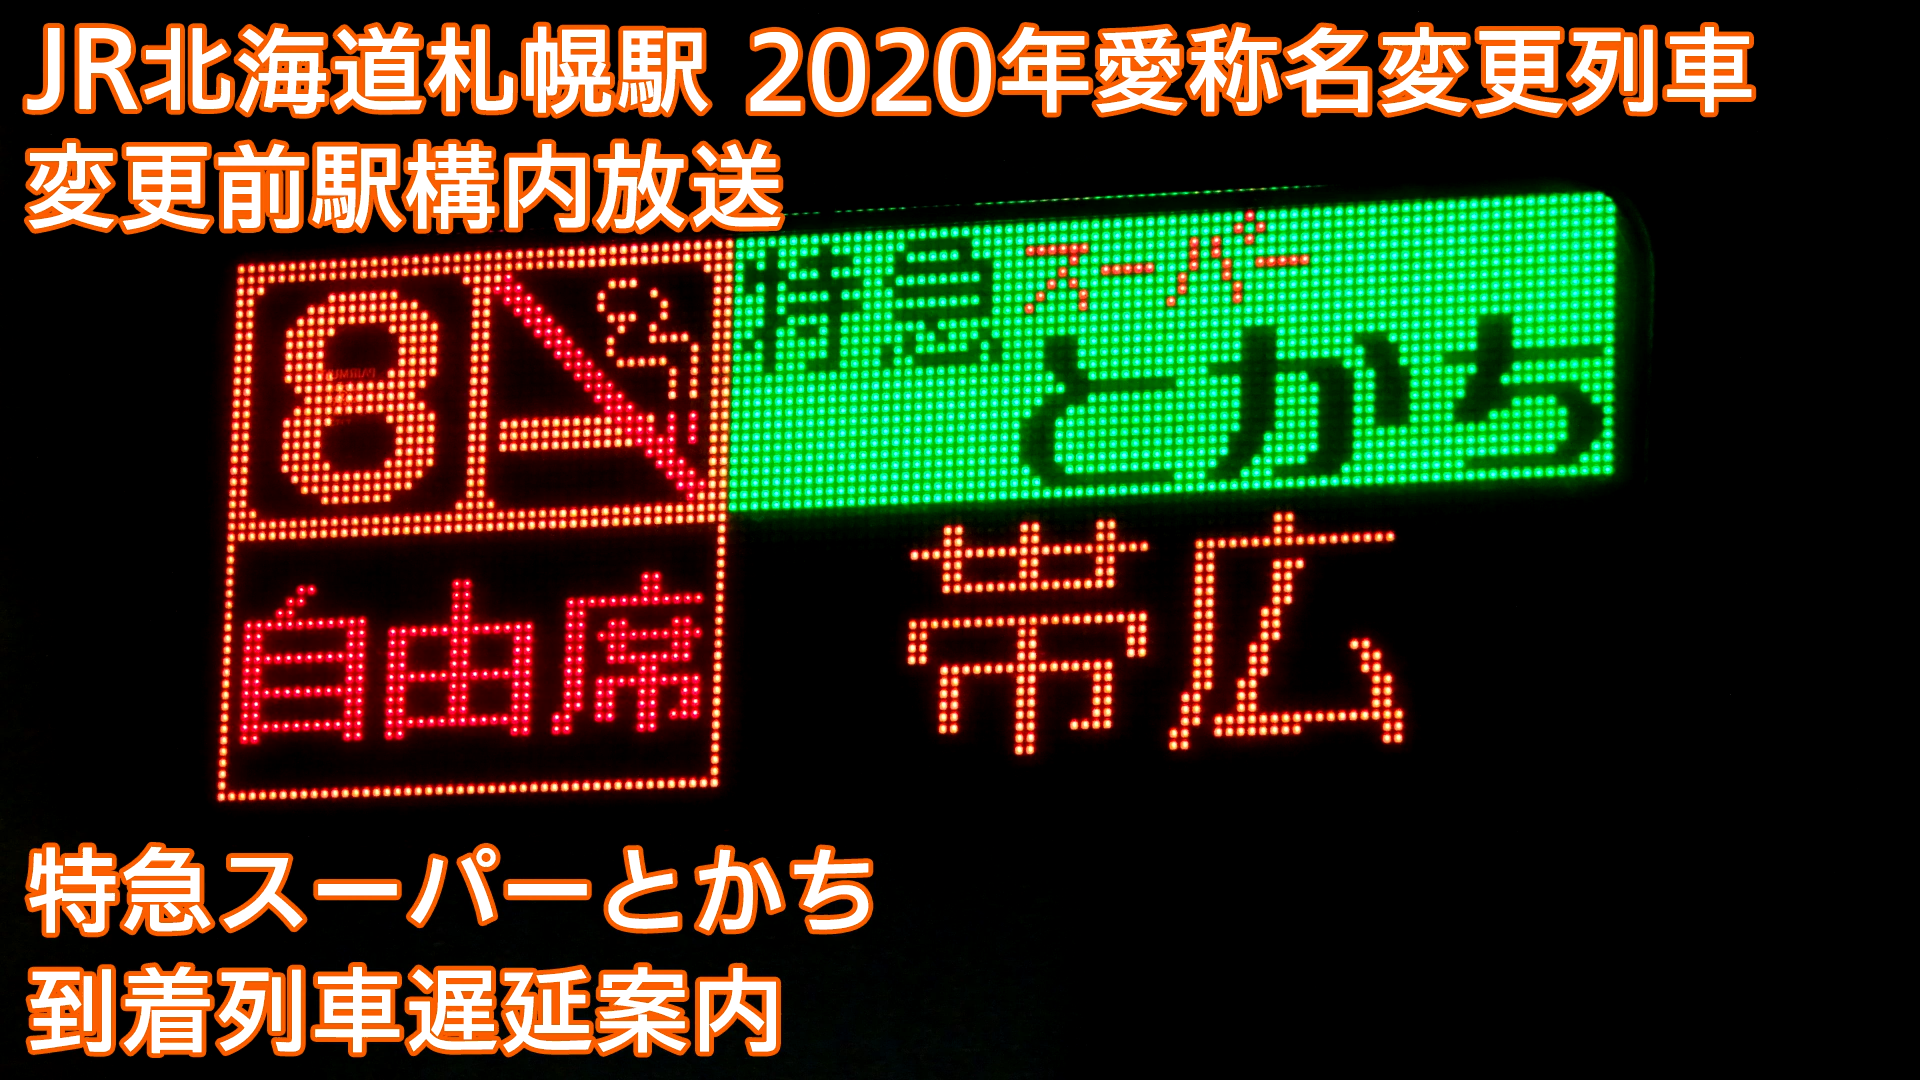 JR北海道札幌駅 2020年愛称名変更列車
変更前駅構内放送
8
特急スーパー
とかち
自由席
帯広
特急スーパーとかち
到着列車遅延案内